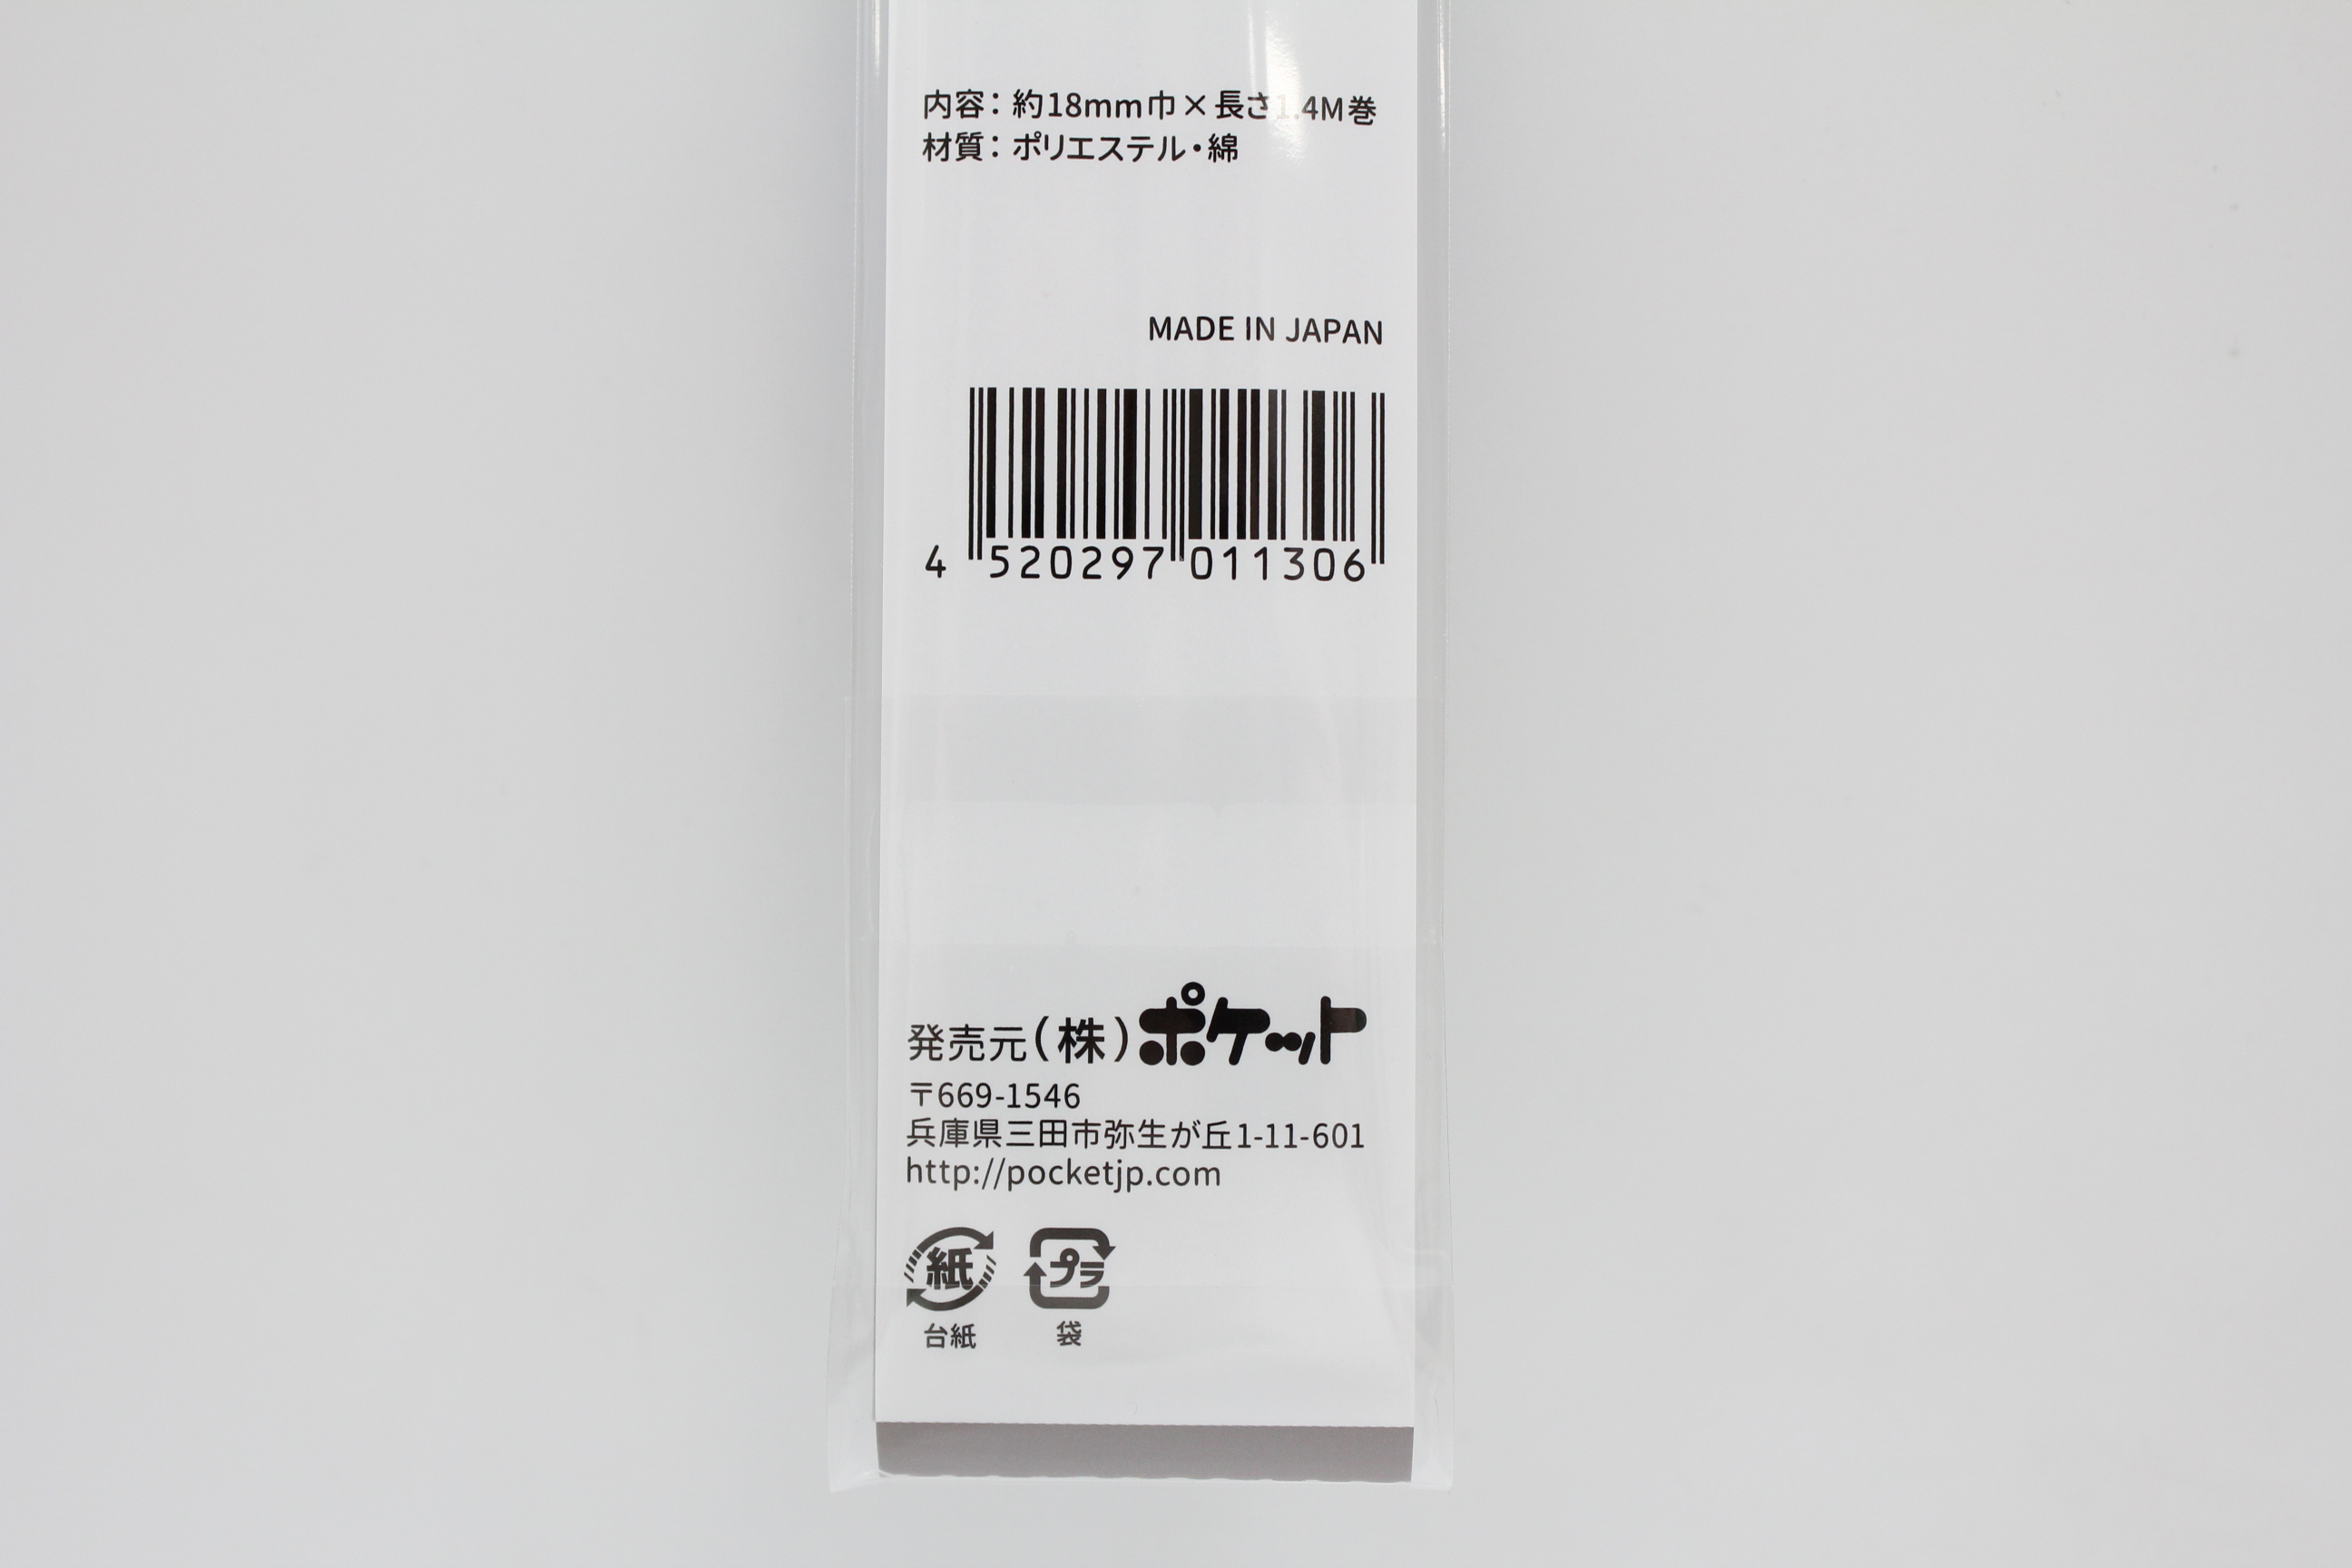 内容：約18mm巾×長さ1.4M巻
材質：ポリエステル・綿
MADE IN JAPAN
4 520297 011306
発売元(株)ポケット
〒669-1546
兵庫県三田市弥生が丘1-11-601
http://pocketjp.com
紙 プラ
台紙 袋